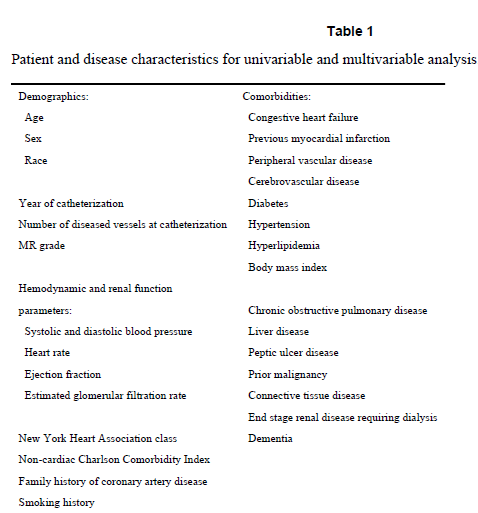 Table 1
Patient and disease characteristics for univariable and multivariable analysis
Demographics:
Age
Sex
Race
Year of catheterization
Number of diseased vessels at catheterization
MR grade
Hemodynamic and renal function
parameters:
Systolic and diastolic blood pressure
Heart rate
Ejection fraction
Estimated glomerular filtration rate
New York Heart Association class
Non-cardiac Charlson Comorbidity Index
Family history of coronary artery disease
Smoking history
Comorbidities:
Congestive heart failure
Previous myocardial infarction
Peripheral vascular disease
Cerebrovascular disease
Diabetes
Hypertension
Hyperlipidemia
Body mass index
Chronic obstructive pulmonary disease
Liver disease
Peptic ulcer disease
Prior malignancy
Connective tissue disease
End stage renal disease requiring dialysis
Dementia